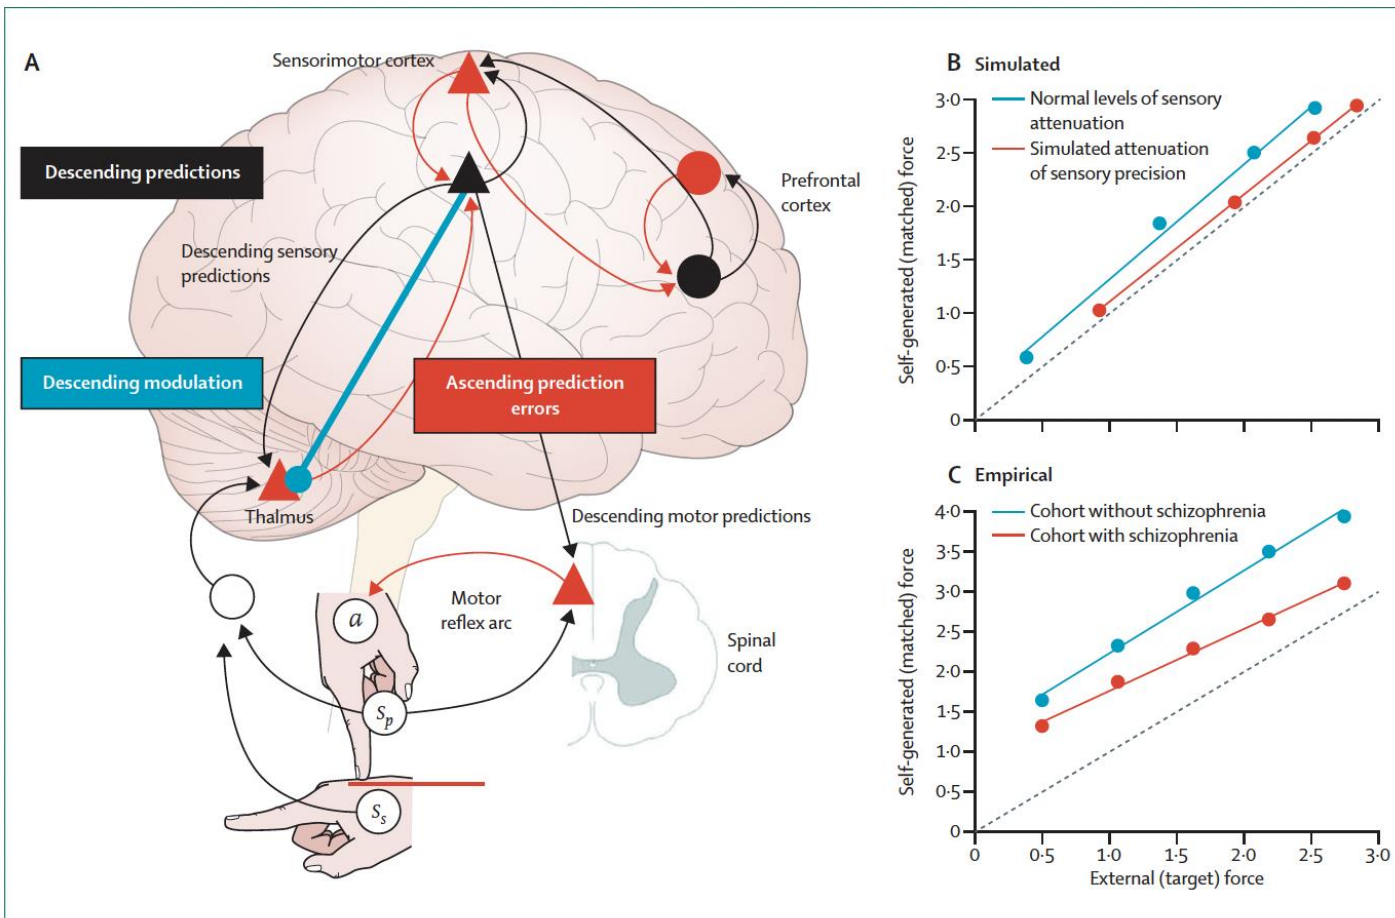 A
Sensorimotor cortex
Descending predictions
Prefrontal
cortex
Descending sensory
predictions
Descending modulation
Ascending prediction
errors
Thalmus
Descending motor predictions
a
Motor
reflex arc
Spinal
cord
Sp
Ss
B Simulated
Normal levels of sensory
attenuation
Simulated attenuation
of sensory precision
Self-generated (matched) force
3·0
2·5
2·0
1·5
1·0
0·5
0
C Empirical
Cohort without schizophrenia
Cohort with schizophrenia
Self-generated (matched) force
4·0
3·5
3·0
2·5
2·0
1·5
1·0
0·5
0
0 0·5 1·0 1·5 2·0 2·5 3·0
External (target) force